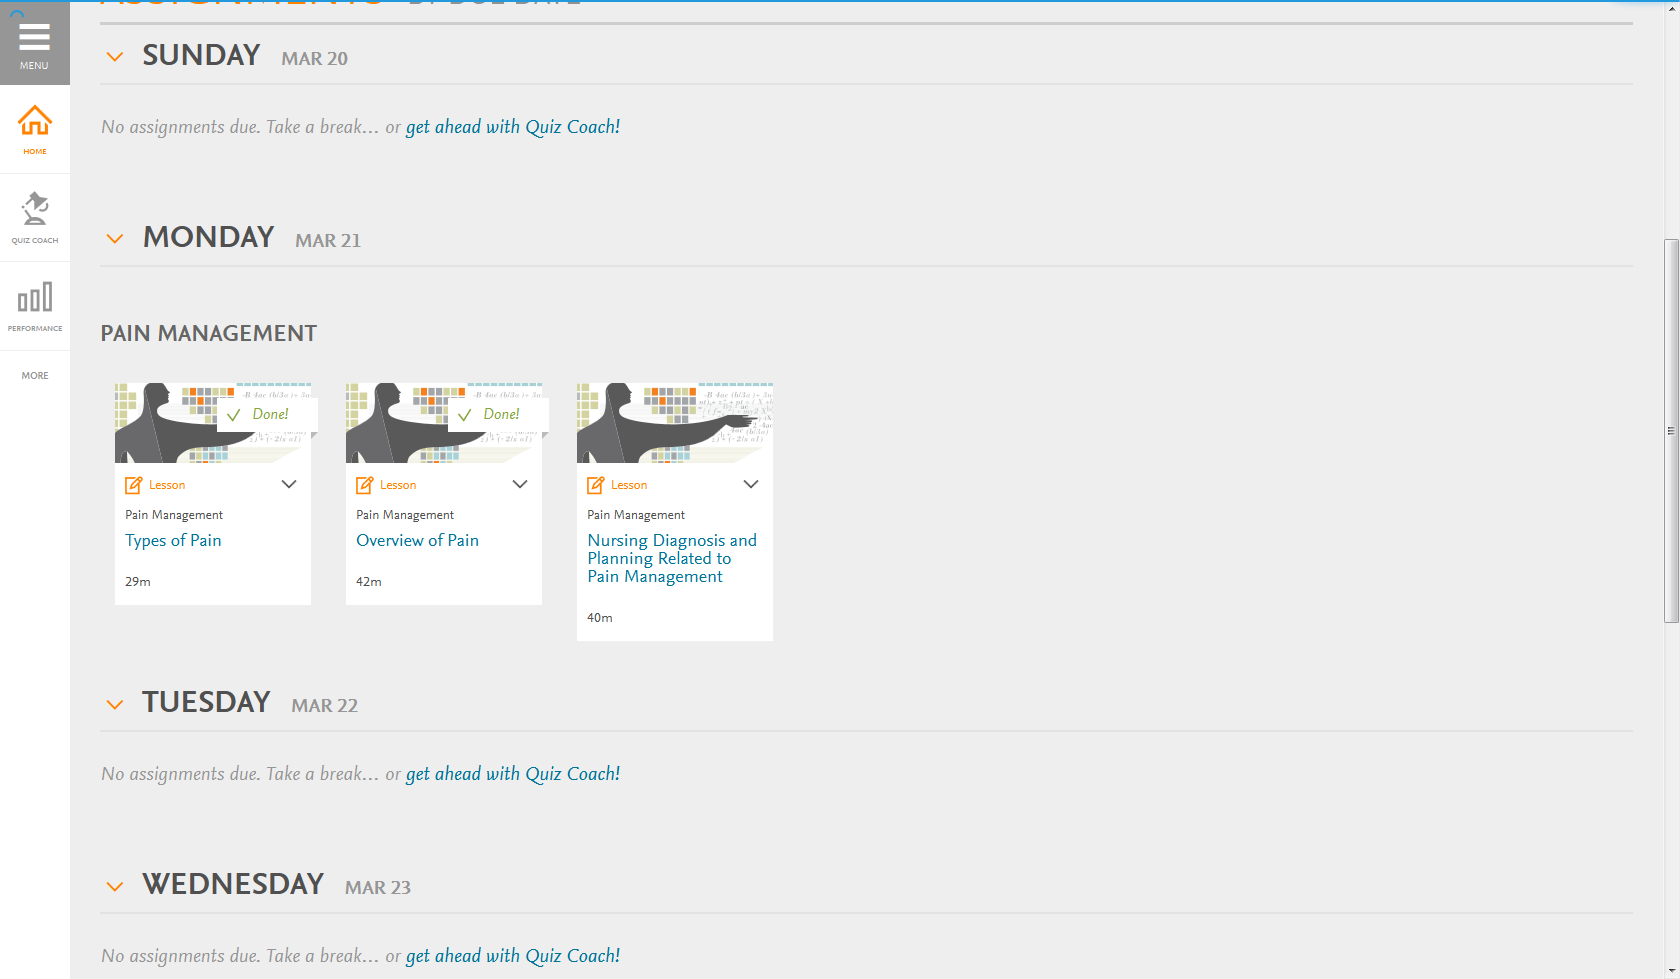 ASSIGNMENTS BY DUE DATE
MENU
SUNDAY MAR 20
HOME
No assignments due. Take a break... or get ahead with Quiz Coach!
QUIZ COACH
MONDAY MAR 21
PERFORMANCE
PAIN MANAGEMENT
MORE
Done!
Done!
Lesson
Lesson
Lesson
Pain Management
Pain Management
Pain Management
Types of Pain
Overview of Pain
Nursing Diagnosis and
Planning Related to
Pain Management
29m
42m
40m
TUESDAY MAR 22
No assignments due. Take a break... or get ahead with Quiz Coach!
WEDNESDAY MAR 23
No assignments due. Take a break... or get ahead with Quiz Coach!